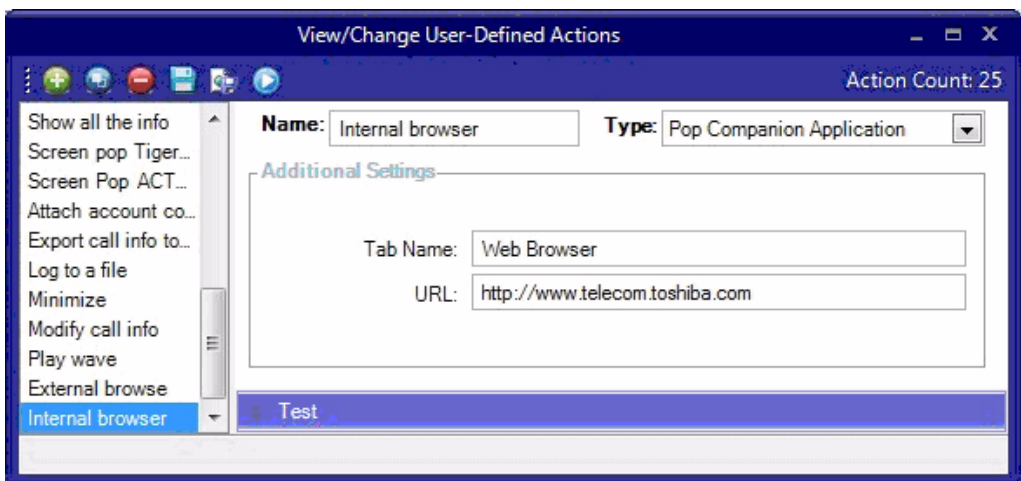 View/Change User-Defined Actions
Action Count: 25
Show all the info
Screen pop Tiger...
Screen Pop ACT...
Attach account co...
Export call info to...
Log to a file
Minimize
Modify call info
Play wave
External browse
Internal browser
Name: Internal browser Type: Pop Companion Application
Additional Settings
Tab Name: Web Browser
URL: http://www.telecom.toshiba.com
Test